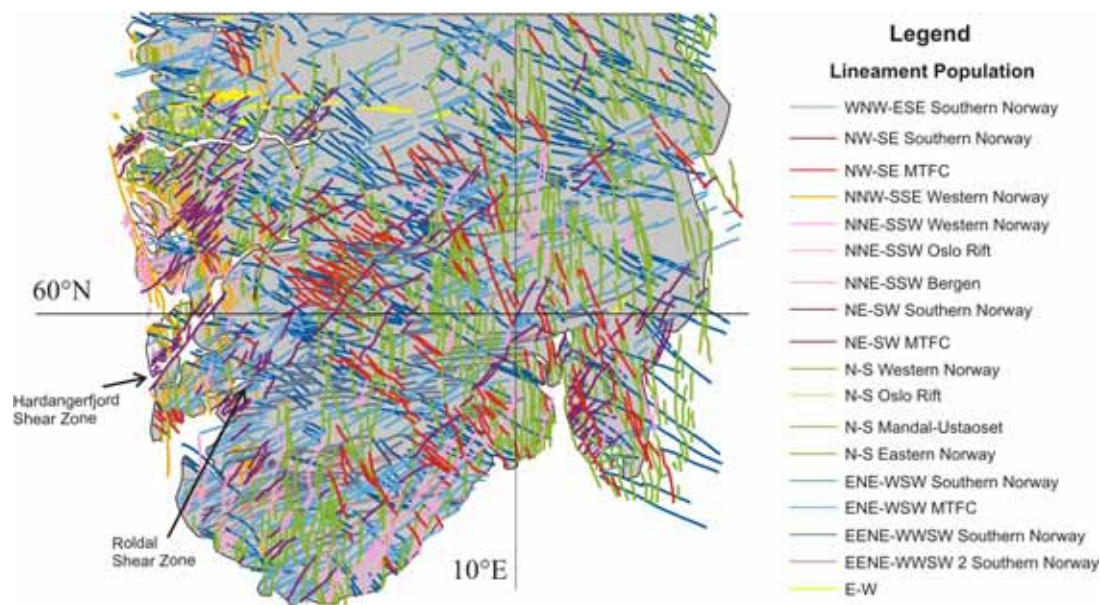 Legend
Lineament Population
WNW-ESE Southern Norway
NW-SE Southern Norway
NW-SE MTFC
NNW-SSE Western Norway
NNE-SSW Western Norway
NNE-SSW Oslo Rift
NNE-SSW Bergen
NE-SW Southern Norway
NE-SW MTFC
N-S Western Norway
N-S Oslo Rift
N-S Mandal-Ustaoset
N-S Eastern Norway
ENE-WSW Southern Norway
ENE-WSW MTFC
EENE-WWSW Southern Norway
EENE-WWSW 2 Southern Norway
E-W
60°N
Hardangerfjord
Shear Zone
Roldal
Shear Zone
10°E